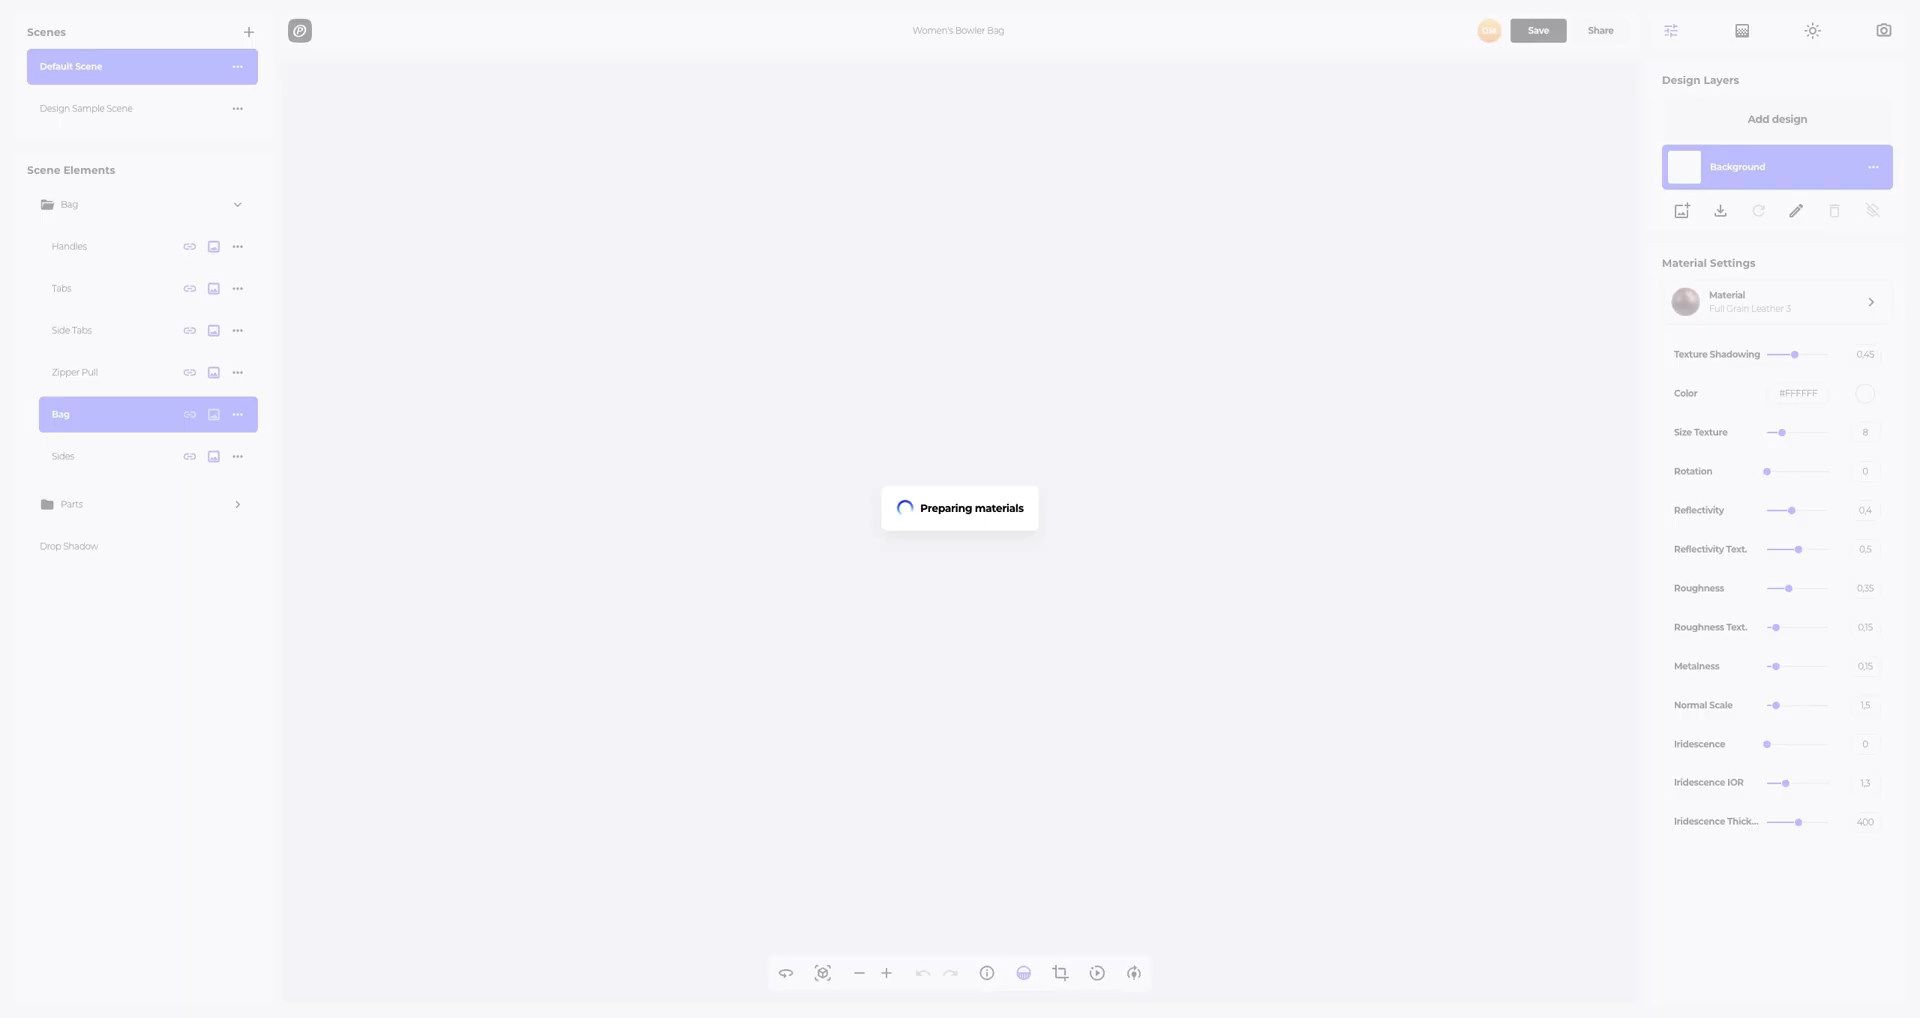 Scenes
Default Scene
Design Sample Scene
Scene Elements
Bag
Handles
Tabs
Side Tabs
Zipper Pull
Bag
Sides
Parts
Drop Shadow
Women's Bowler Bag
GM
Save
Share
Preparing materials
Design Layers
Add design
Background
Material Settings
Material
Full Grain Leather 3
Texture Shadowing 0,45
Color #FFFFFF
Size Texture 8
Rotation 0
Reflectivity 0,4
Reflectivity Text. 0,5
Roughness 0,35
Roughness Text. 0,15
Metalness 0,15
Normal Scale 1,5
Iridescence 0
Iridescence IOR 1,3
Iridescence Thick... 400